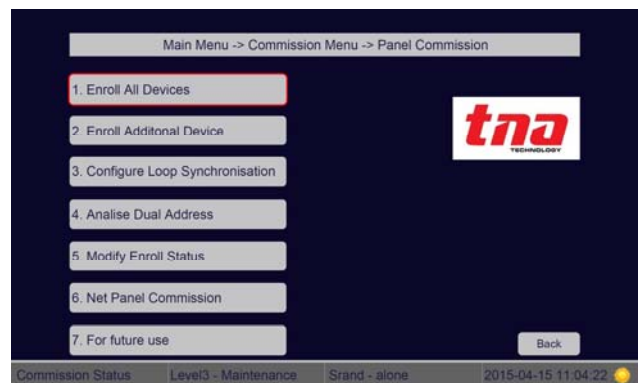 Main Menu -> Commission Menu -> Panel Commission
1. Enroll All Devices
2. Enroll Additonal Device
3. Configure Loop Synchronisation
4. Analise Dual Address
5. Modify Enroll Status
6. Net Panel Commission
7. For future use
tna
TECHNOLOGY
Back
Commission Status Level3 - Maintenance Srand - alone 2015-04-15 11:04:22